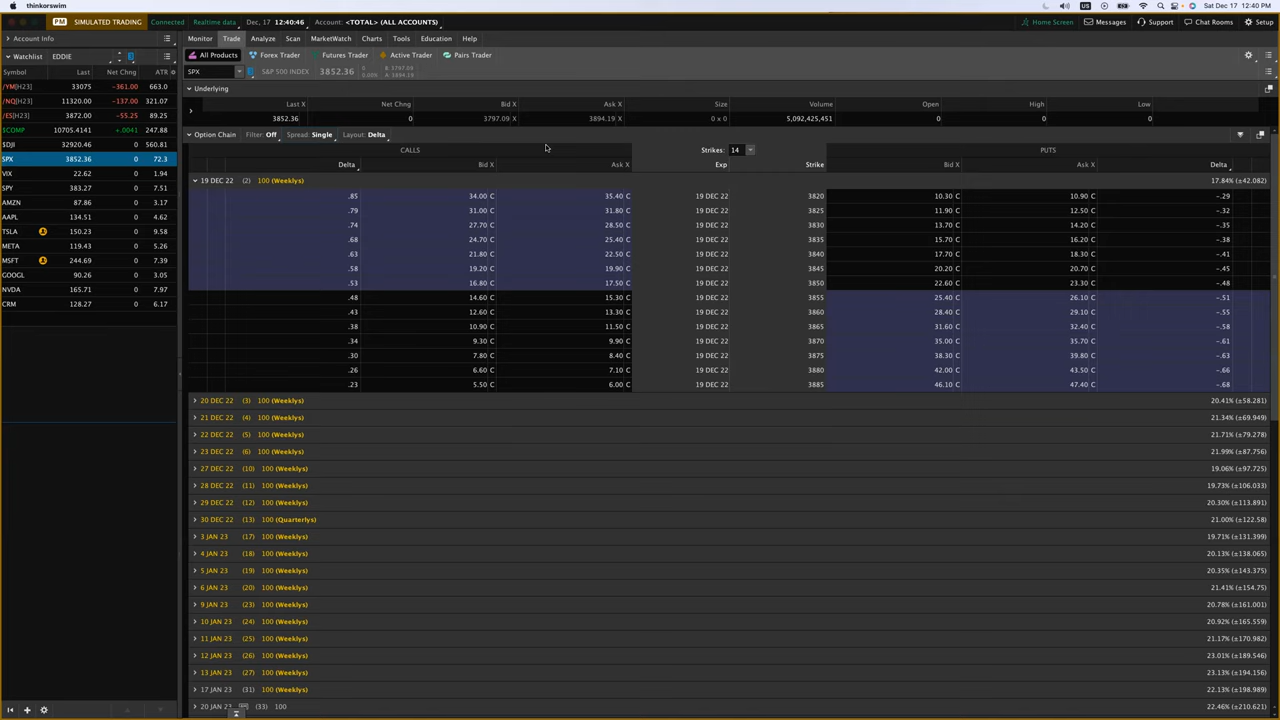 thinkorswim US Sat Dec 17 12:40 PM
PM SIMULATED TRADING Connected Realtime data Dec, 17 12:40:46 Account: <TOTAL> (ALL ACCOUNTS) Home Screen Messages Support Chat Rooms Setup
Account Info Monitor Trade Analyze Scan MarketWatch Charts Tools Education Help
Watchlist EDDIE All Products Forex Trader Futures Trader Active Trader Pairs Trader
Symbol Last Net Chng ATR SPX S&P 500 INDEX 3852.36 0 0.00% B: 3797.09 A: 3894.19
/YM[H23] 33075 -361.00 663.0
/NQ[H23] 11320.00 -137.00 321.07
/ES[H23] 3872.00 -55.25 89.25
$COMP 10705.4141 +.0041 247.88
$DJI 32920.46 0 560.81
SPX 3852.36 0 72.3
VIX 22.62 0 1.94
SPY 383.27 0 7.51
AMZN 87.86 0 3.17
AAPL 134.51 0 4.62
TSLA 150.23 0 9.58
META 119.43 0 5.26
MSFT 244.69 0 7.39
GOOGL 90.26 0 3.05
NVDA 165.71 0 7.97
CRM 128.27 0 6.17
Underlying
Last X Net Chng Bid X Ask X Size Volume Open High Low
3852.36 0 3797.09 X 3894.19 X 0 x 0 5,092,425,451 0 0 0
Option Chain Filter: Off Spread: Single Layout: Delta
CALLS Strikes: 14 PUTS
Delta Bid X Ask X Exp Strike Bid X Ask X Delta
19 DEC 22 (2) 100 (Weeklys) 17.84% (±42.082)
.85 34.00 C 35.40 C 19 DEC 22 3820 10.30 C 10.90 C -.29
.79 31.00 C 31.80 C 19 DEC 22 3825 11.90 C 12.50 C -.32
.74 27.70 C 28.50 C 19 DEC 22 3830 13.70 C 14.20 C -.35
.68 24.70 C 25.40 C 19 DEC 22 3835 15.70 C 16.20 C -.38
.63 21.80 C 22.50 C 19 DEC 22 3840 17.70 C 18.30 C -.41
.58 19.20 C 19.90 C 19 DEC 22 3845 20.20 C 20.70 C -.45
.53 16.80 C 17.50 C 19 DEC 22 3850 22.60 C 23.30 C -.48
.48 14.60 C 15.30 C 19 DEC 22 3855 25.40 C 26.10 C -.51
.43 12.60 C 13.30 C 19 DEC 22 3860 28.40 C 29.10 C -.55
.38 10.90 C 11.50 C 19 DEC 22 3865 31.60 C 32.40 C -.58
.34 9.30 C 9.90 C 19 DEC 22 3870 35.00 C 35.70 C -.61
.30 7.80 C 8.40 C 19 DEC 22 3875 38.30 C 39.80 C -.63
.26 6.60 C 7.10 C 19 DEC 22 3880 42.00 C 43.50 C -.66
.23 5.50 C 6.00 C 19 DEC 22 3885 46.10 C 47.40 C -.68
20 DEC 22 (3) 100 (Weeklys) 20.41% (±58.281)
21 DEC 22 (4) 100 (Weeklys) 21.34% (±69.949)
22 DEC 22 (5) 100 (Weeklys) 21.71% (±79.278)
23 DEC 22 (6) 100 (Weeklys) 21.99% (±87.756)
27 DEC 22 (10) 100 (Weeklys) 19.06% (±97.725)
28 DEC 22 (11) 100 (Weeklys) 19.73% (±106.033)
29 DEC 22 (12) 100 (Weeklys) 20.30% (±113.891)
30 DEC 22 (13) 100 (Quarterlys) 21.00% (±122.58)
3 JAN 23 (17) 100 (Weeklys) 19.71% (±131.399)
4 JAN 23 (18) 100 (Weeklys) 20.13% (±138.065)
5 JAN 23 (19) 100 (Weeklys) 20.35% (±143.375)
6 JAN 23 (20) 100 (Weeklys) 21.41% (±154.75)
9 JAN 23 (23) 100 (Weeklys) 20.78% (±161.001)
10 JAN 23 (24) 100 (Weeklys) 20.92% (±165.559)
11 JAN 23 (25) 100 (Weeklys) 21.17% (±170.982)
12 JAN 23 (26) 100 (Weeklys) 23.01% (±189.546)
13 JAN 23 (27) 100 (Weeklys) 23.13% (±194.156)
17 JAN 23 (31) 100 (Weeklys) 22.13% (±198.989)
20 JAN 23 (33) 100 22.46% (±210.621)